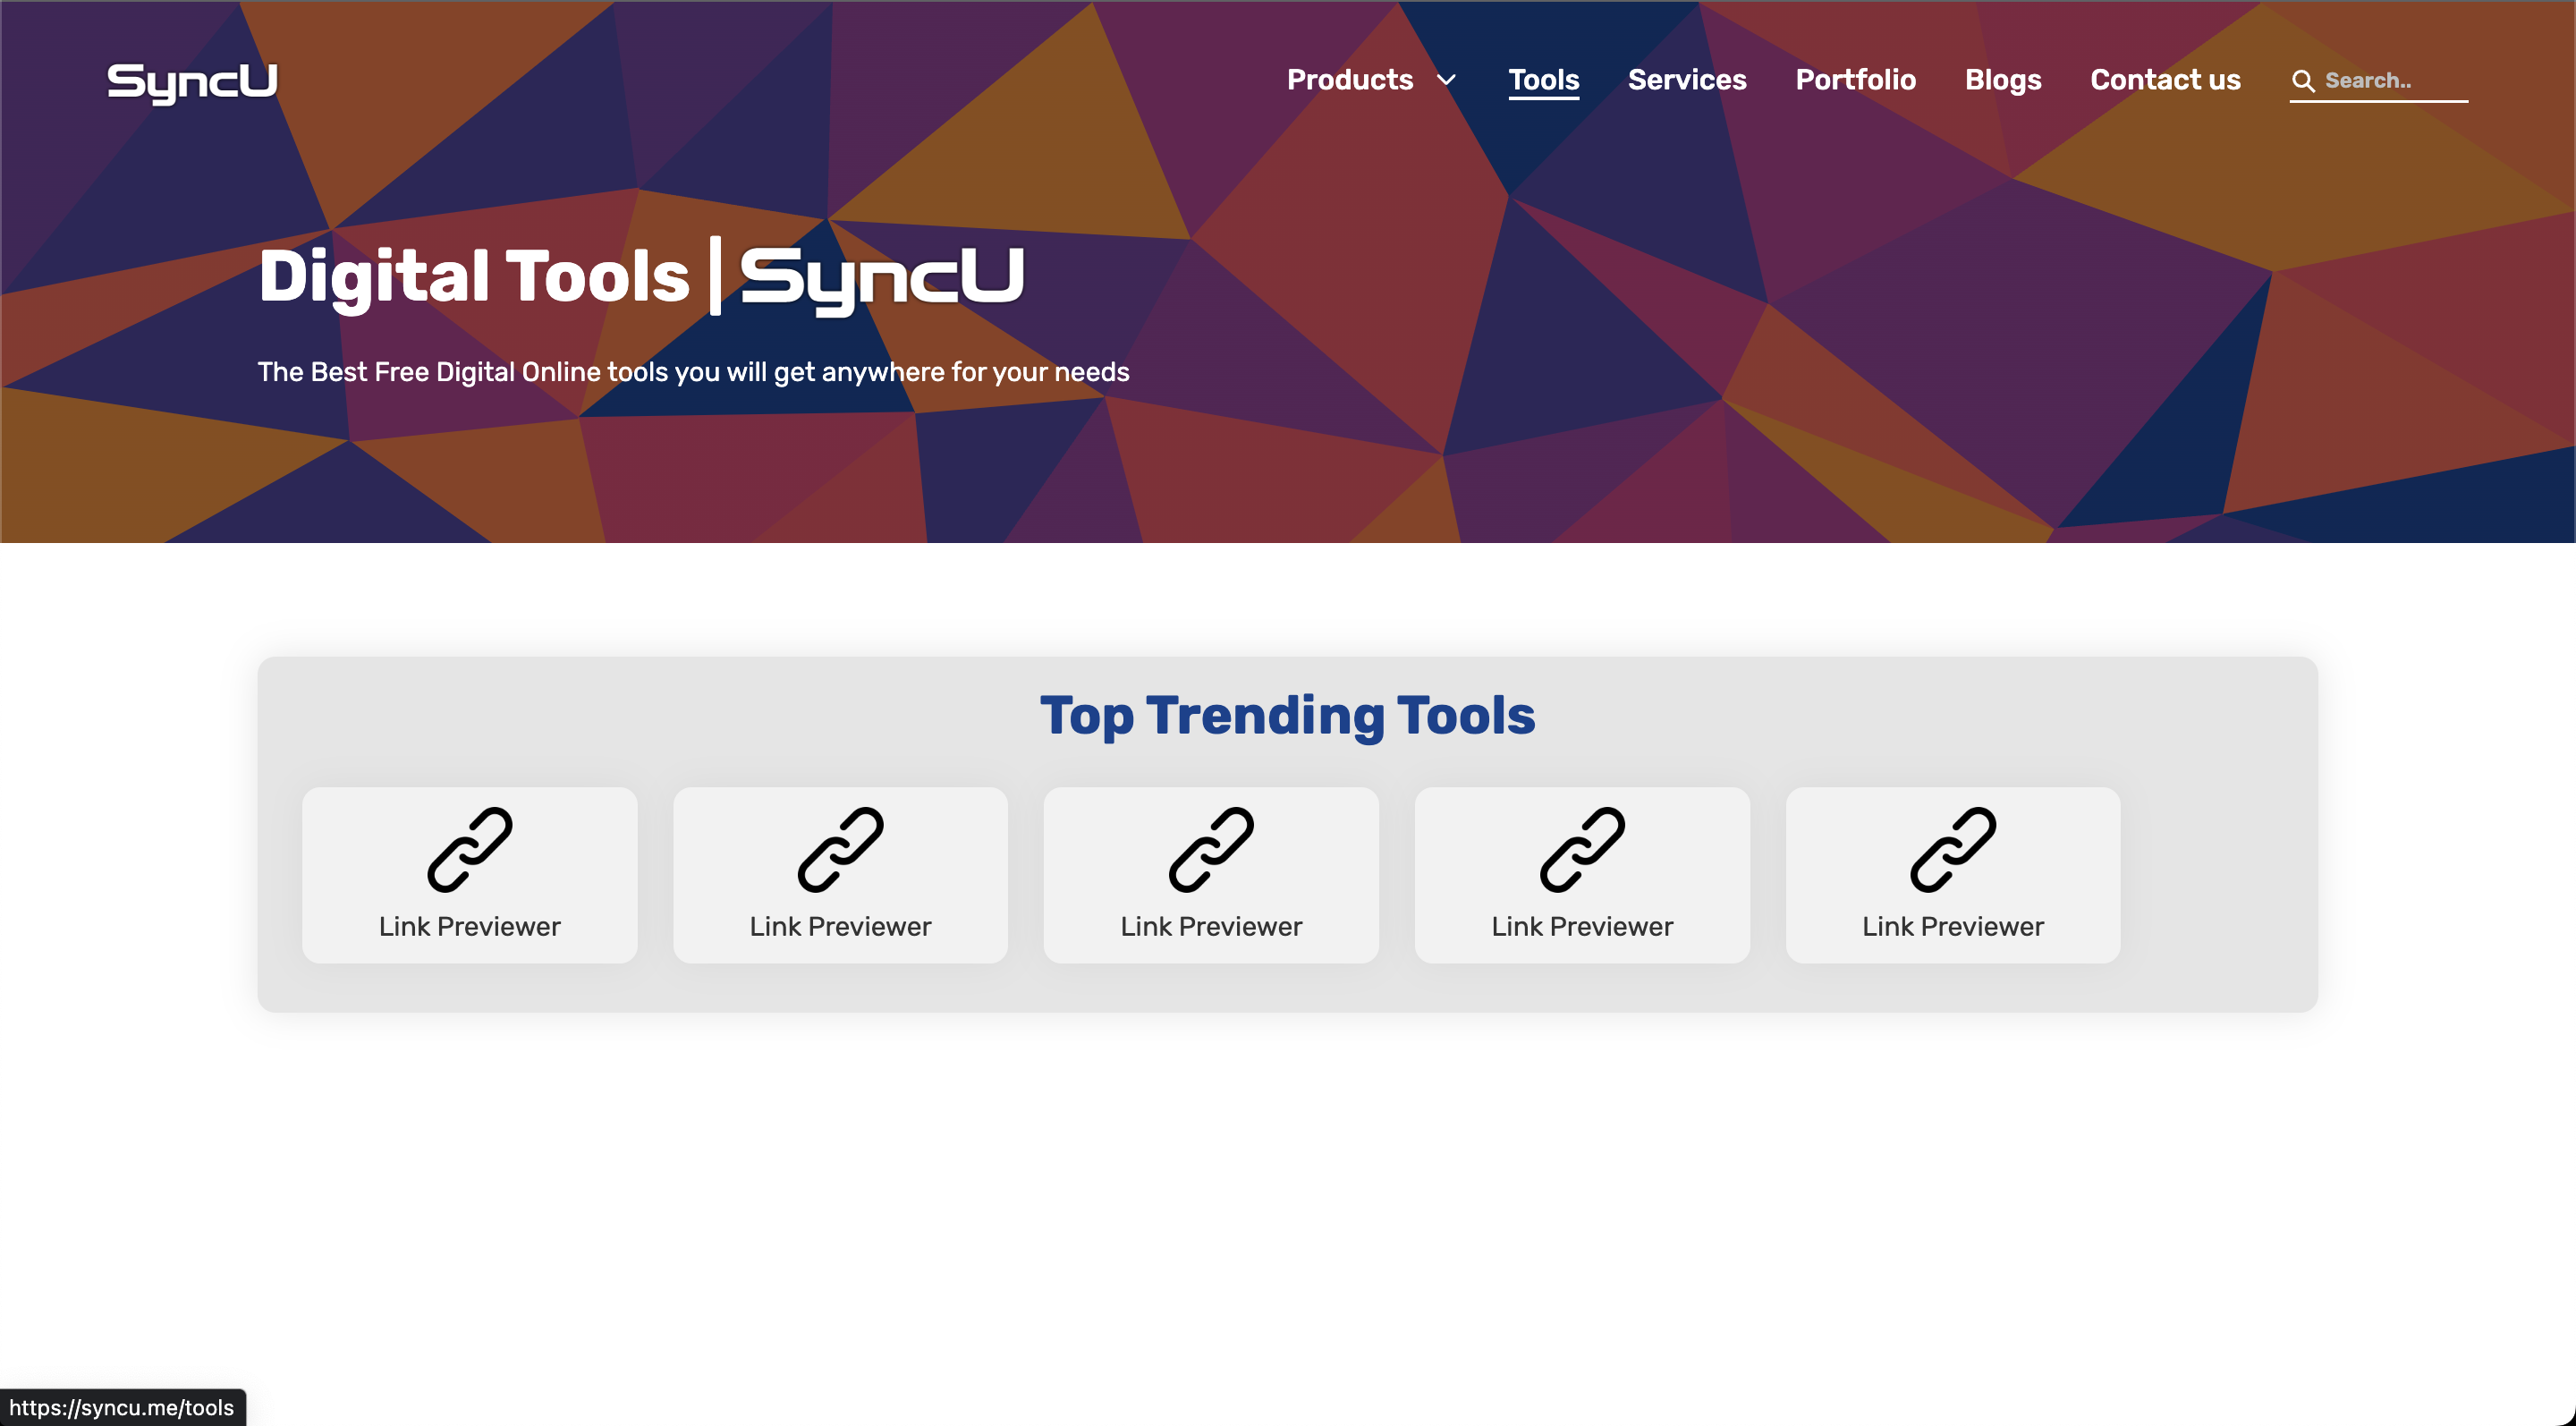 SyncU
Products Tools Services Portfolio Blogs Contact us Search..
Digital Tools | SyncU
The Best Free Digital Online tools you will get anywhere for your needs
Top Trending Tools
Link Previewer Link Previewer Link Previewer Link Previewer Link Previewer
https://syncu.me/tools